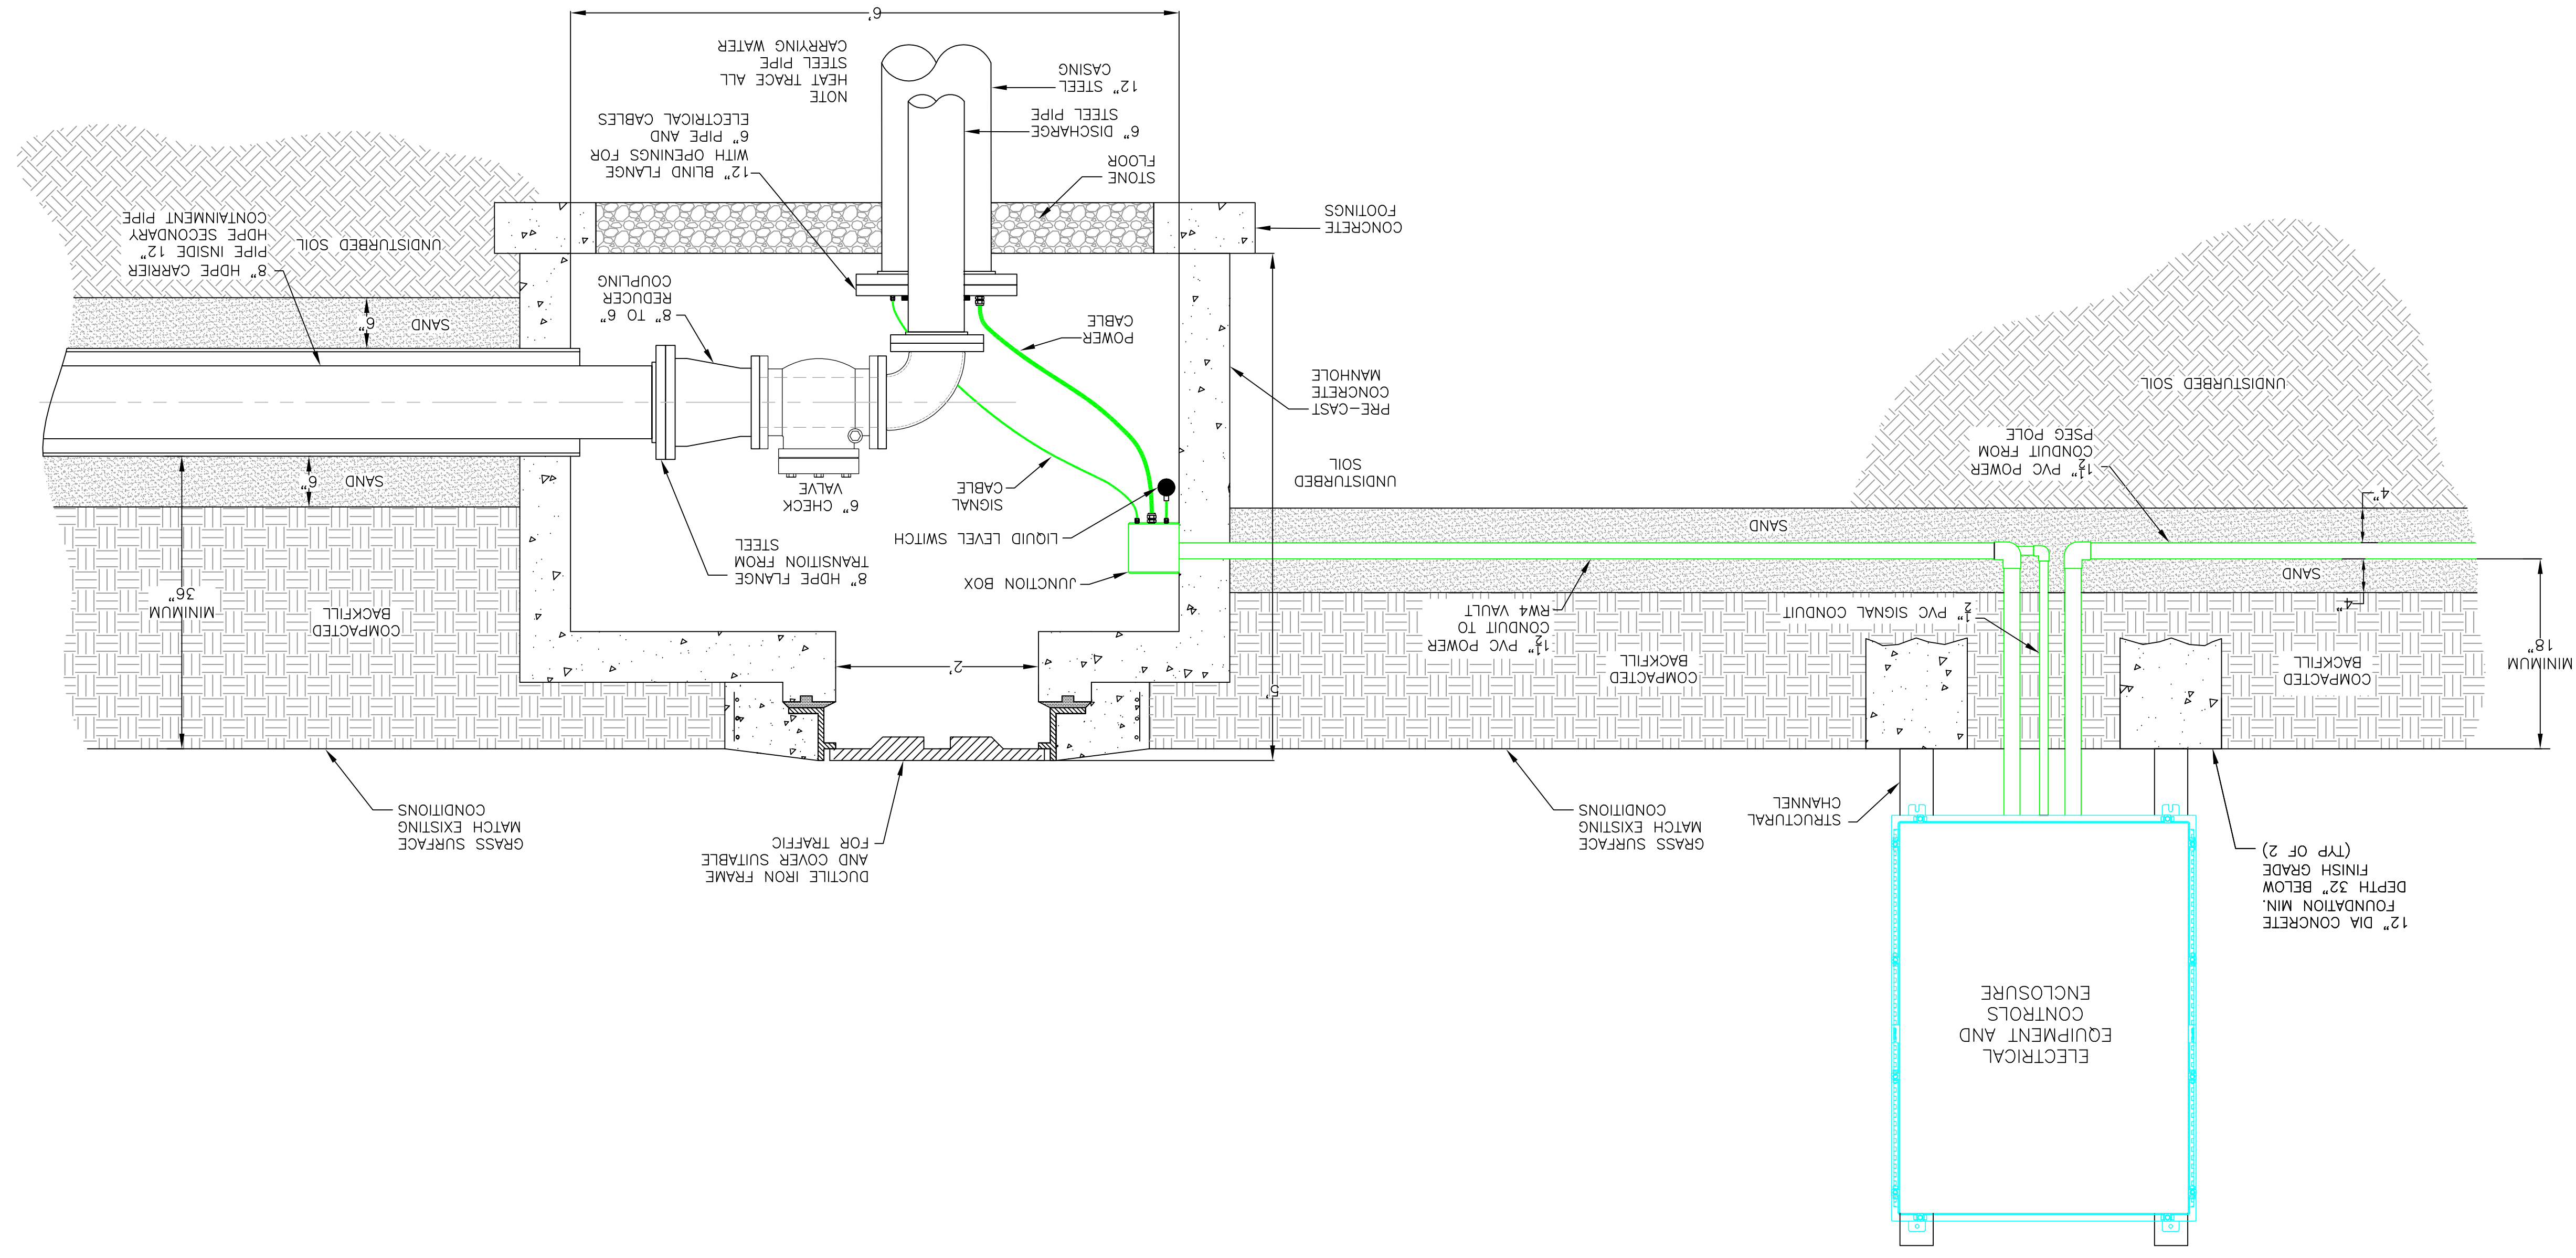 12" DIA CONCRETE
FOUNDATION MIN.
DEPTH 32" BELOW
FINISH GRADE
(TYP OF 2)
ELECTRICAL
EQUIPMENT AND
CONTROLS
ENCLOSURE
STRUCTURAL
CHANNEL
GRASS SURFACE
MATCH EXISTING
CONDITIONS
DUCTILE IRON FRAME
AND COVER SUITABLE
FOR TRAFFIC
GRASS SURFACE
MATCH EXISTING
CONDITIONS
18"
MINIMUM
COMPACTED
BACKFILL
4"
SAND
4"
1/2" PVC SIGNAL CONDUIT
COMPACTED
BACKFILL
1 1/2" PVC POWER
CONDUIT TO
RW4 VAULT
SAND
1 1/2" PVC POWER
CONDUIT FROM
PSEG POLE
UNDISTURBED SOIL
5'
2'
UNDISTURBED
SOIL
PRE-CAST
CONCRETE
MANHOLE
CONCRETE
FOOTINGS
JUNCTION BOX
LIQUID LEVEL SWITCH
SIGNAL
CABLE
POWER
CABLE
8" HDPE FLANGE
TRANSITION FROM
STEEL
6" CHECK
VALVE
8" TO 6"
REDUCER
COUPLING
COMPACTED
BACKFILL
36"
MINIMUM
SAND
6"
SAND
6"
8" HDPE CARRIER
PIPE INSIDE 12"
HDPE SECONDARY
CONTAINMENT PIPE
UNDISTURBED SOIL
STONE
FLOOR
6" DISCHARGE
STEEL PIPE
12" STEEL
CASING
12" BLIND FLANGE
WITH OPENINGS FOR
6" PIPE AND
ELECTRICAL CABLES
NOTE
HEAT TRACE ALL
STEEL PIPE
CARRYING WATER
6'